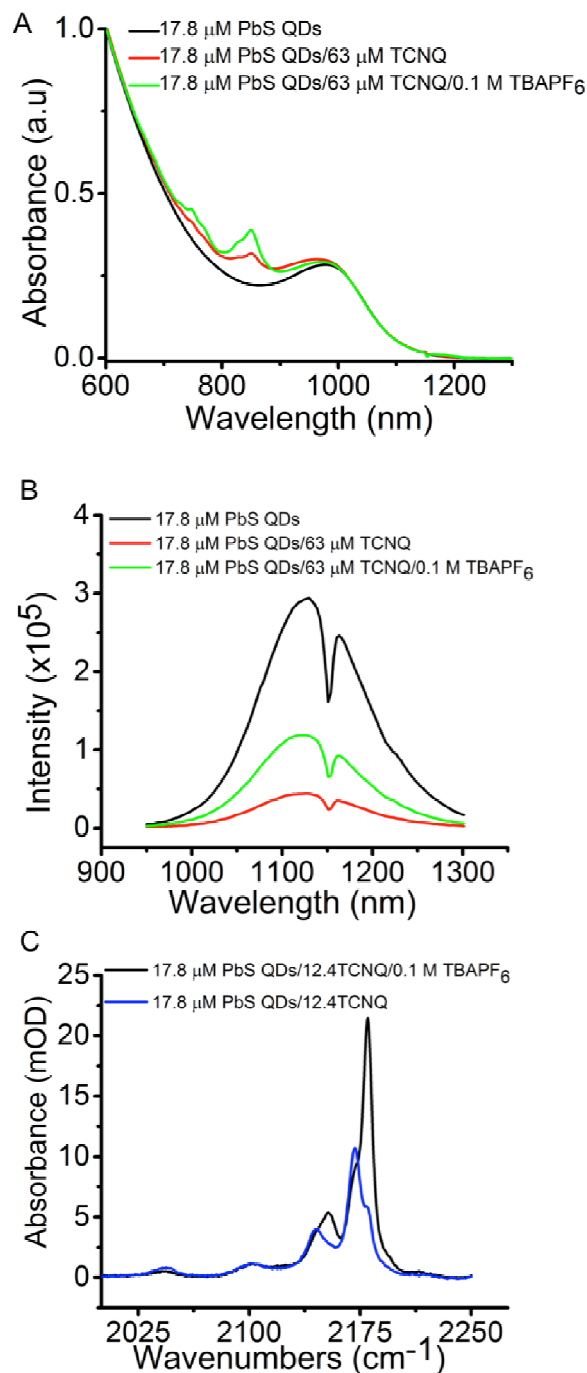 A
17.8 μM PbS QDs
17.8 μM PbS QDs/63 μM TCNQ
17.8 μM PbS QDs/63 μM TCNQ/0.1 M TBAPF6
1.0
0.5
0.0
Absorbance (a.u)
600 800 1000 1200
Wavelength (nm)
B
17.8 μM PbS QDs
17.8 μM PbS QDs/63 μM TCNQ
17.8 μM PbS QDs/63 μM TCNQ/0.1 M TBAPF6
4
3
2
1
0
Intensity (x10^5)
900 1000 1100 1200 1300
Wavelength (nm)
C
17.8 μM PbS QDs/12.4TCNQ/0.1 M TBAPF6
17.8 μM PbS QDs/12.4TCNQ
25
20
15
10
5
0
Absorbance (mOD)
2025 2100 2175 2250
Wavenumbers (cm-1)